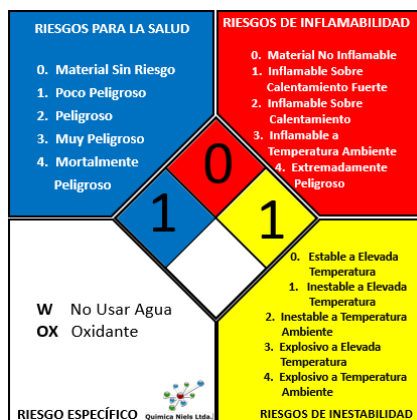 RIESGOS PARA LA SALUD
0. Material Sin Riesgo
1. Poco Peligroso
2. Peligroso
3. Muy Peligroso
4. Mortalmente
Peligroso
RIESGOS DE INFLAMABILIDAD
0. Material No Inflamable
1. Inflamable Sobre
Calentamiento Fuerte
2. Inflamable Sobre
Calentamiento
3. Inflamable a
Temperatura Ambiente
4. Extremadamente
Peligroso
0
1
1
W No Usar Agua
OX Oxidante
RIESGO ESPECÍFICO
Quimica Niels Ltda.
0. Estable a Elevada
Temperatura
1. Inestable a Elevada
Temperatura
2. Inestable a Temperatura
Ambiente
3. Explosivo a Elevada
Temperatura
4. Explosivo a Temperatura
Ambiente
RIESGOS DE INESTABILIDAD